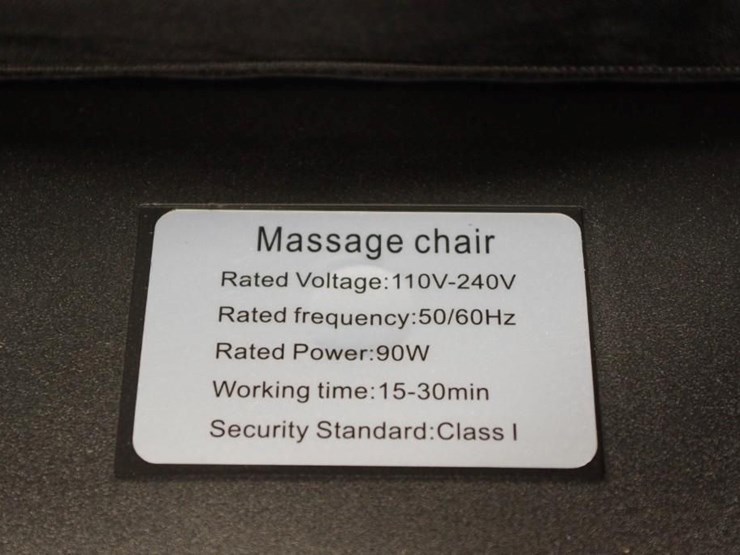 Massage chair
Rated Voltage:110V-240V
Rated frequency:50/60Hz
Rated Power:90W
Working time:15-30min
Security Standard:Class I